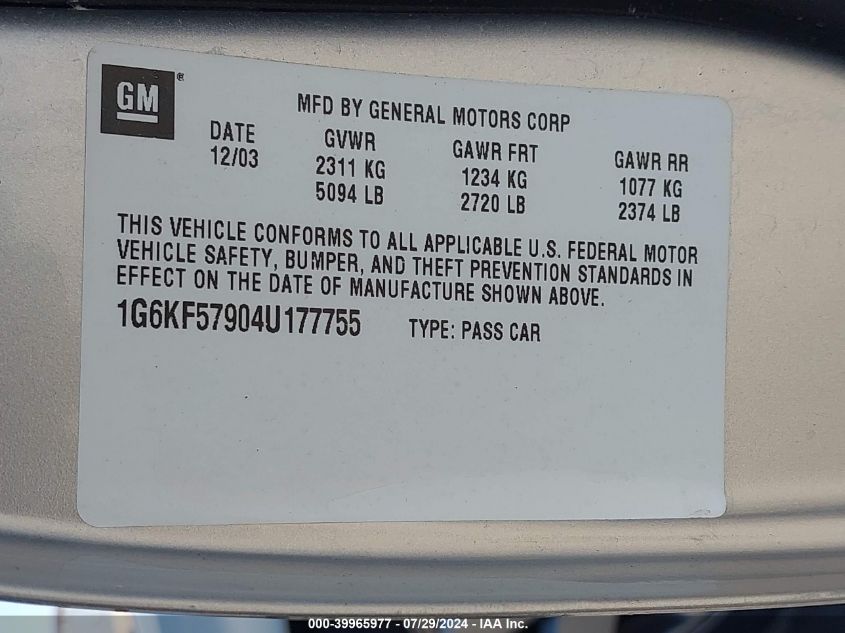 GM®
MFD BY GENERAL MOTORS CORP
DATE GVWR GAWR FRT GAWR RR
12/03 2311 KG 1234 KG 1077 KG
5094 LB 2720 LB 2374 LB
THIS VEHICLE CONFORMS TO ALL APPLICABLE U.S. FEDERAL MOTOR
VEHICLE SAFETY, BUMPER, AND THEFT PREVENTION STANDARDS IN
EFFECT ON THE DATE OF MANUFACTURE SHOWN ABOVE.
1G6KF57904U177755 TYPE: PASS CAR
000-39965977 - 07/29/2024 - IAA Inc.